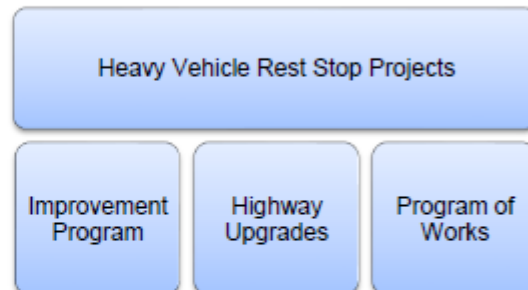 Heavy Vehicle Rest Stop Projects
Improvement
Program
Highway
Upgrades
Program of
Works